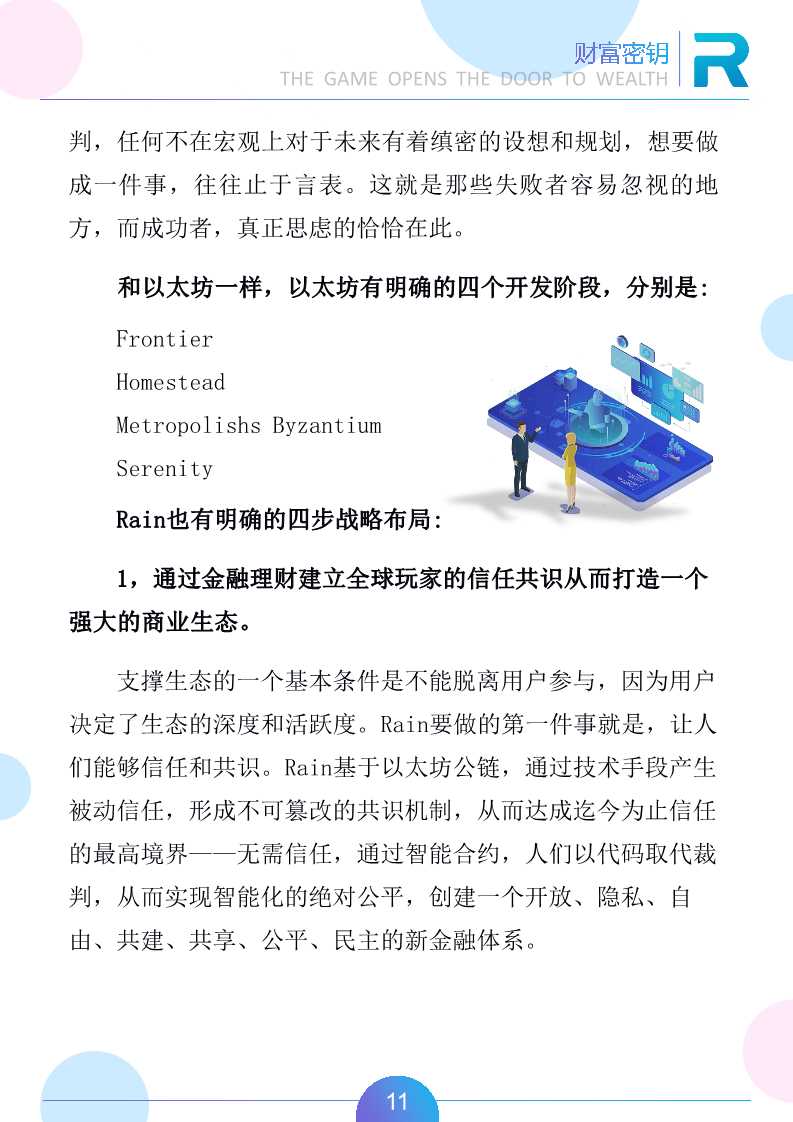 财富密钥
THE GAME OPENS THE DOOR TO WEALTH
判，任何不在宏观上对于未来有着缜密的设想和规划，想要做
成一件事，往往止于言表。这就是那些失败者容易忽视的地
方，而成功者，真正思虑的恰恰在此。
和以太坊一样，以太坊有明确的四个开发阶段，分别是:
Frontier
Homestead
Metropolishs Byzantium
Serenity
Rain也有明确的四步战略布局:
1，通过金融理财建立全球玩家的信任共识从而打造一个
强大的商业生态。
支撑生态的一个基本条件是不能脱离用户参与，因为用户
决定了生态的深度和活跃度。Rain要做的第一件事就是，让人
们能够信任和共识。Rain基于以太坊公链，通过技术手段产生
被动信任，形成不可篡改的共识机制，从而达成迄今为止信任
的最高境界——无需信任，通过智能合约，人们以代码取代裁
判，从而实现智能化的绝对公平，创建一个开放、隐私、自
由、共建、共享、公平、民主的新金融体系。
11